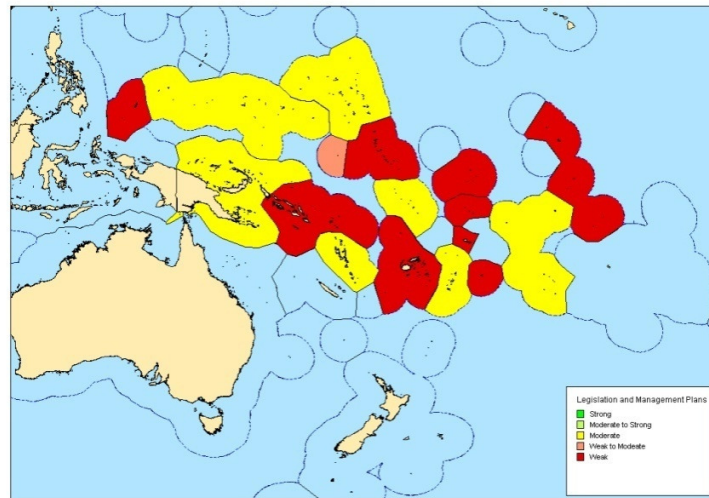 Legislation and Management Plans
Strong
Moderate to Strong
Moderate
Weak to Modeate
Weak